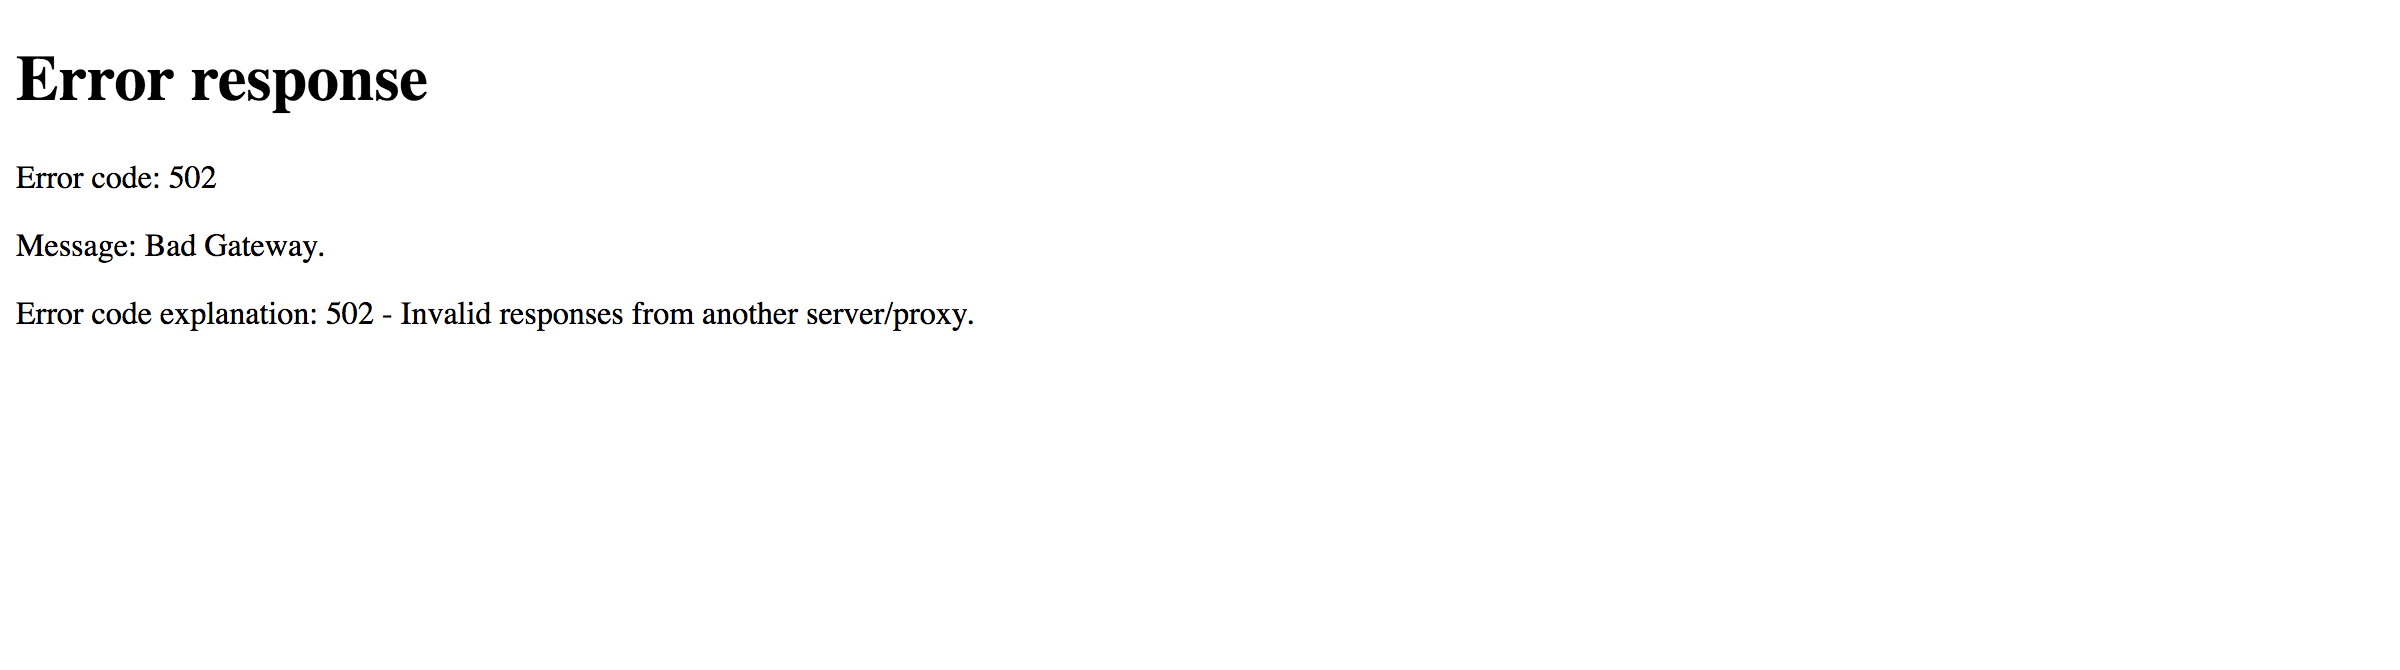 Error response
Error code: 502
Message: Bad Gateway.
Error code explanation: 502 - Invalid responses from another server/proxy.